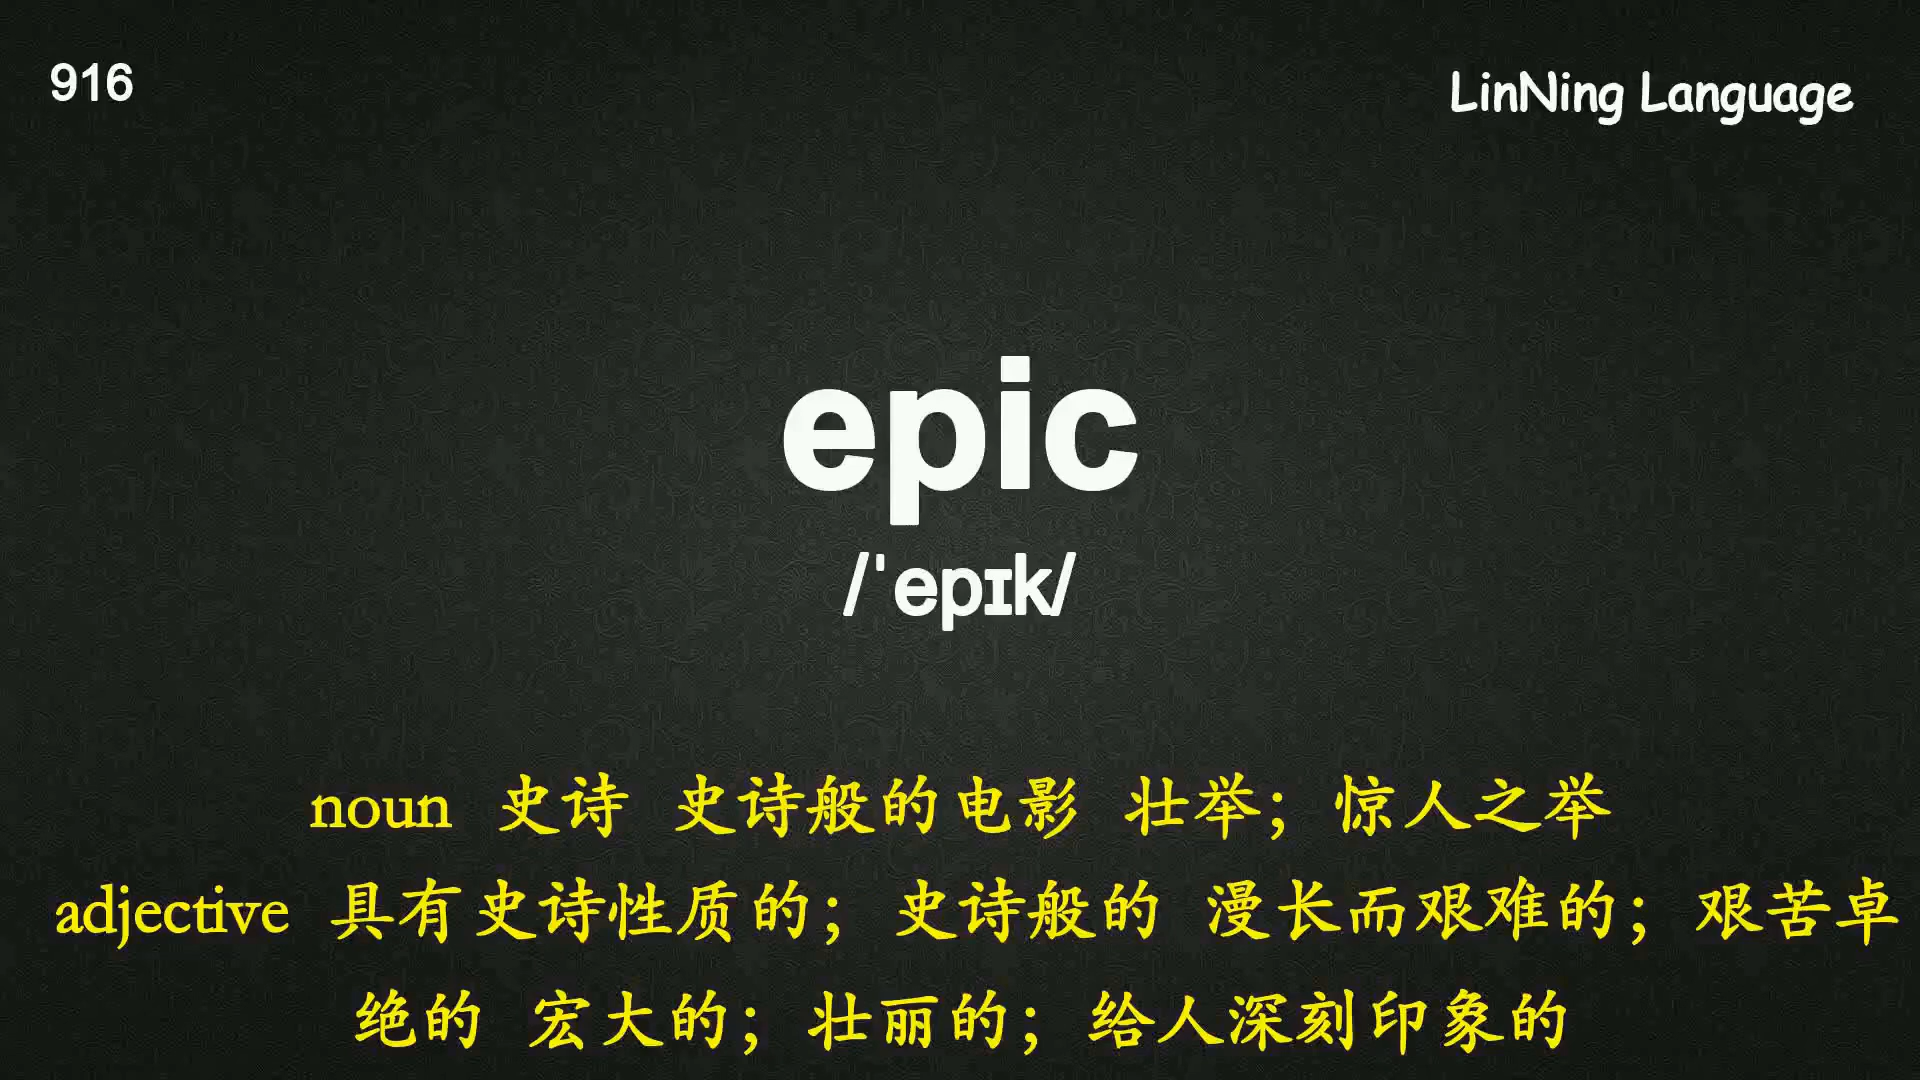 916
LinNing Language
epic
/ˈepɪk/
noun 史诗 史诗般的电影 壮举；惊人之举
adjective 具有史诗性质的；史诗般的 漫长而艰难的；艰苦卓
绝的 宏大的；壮丽的；给人深刻印象的